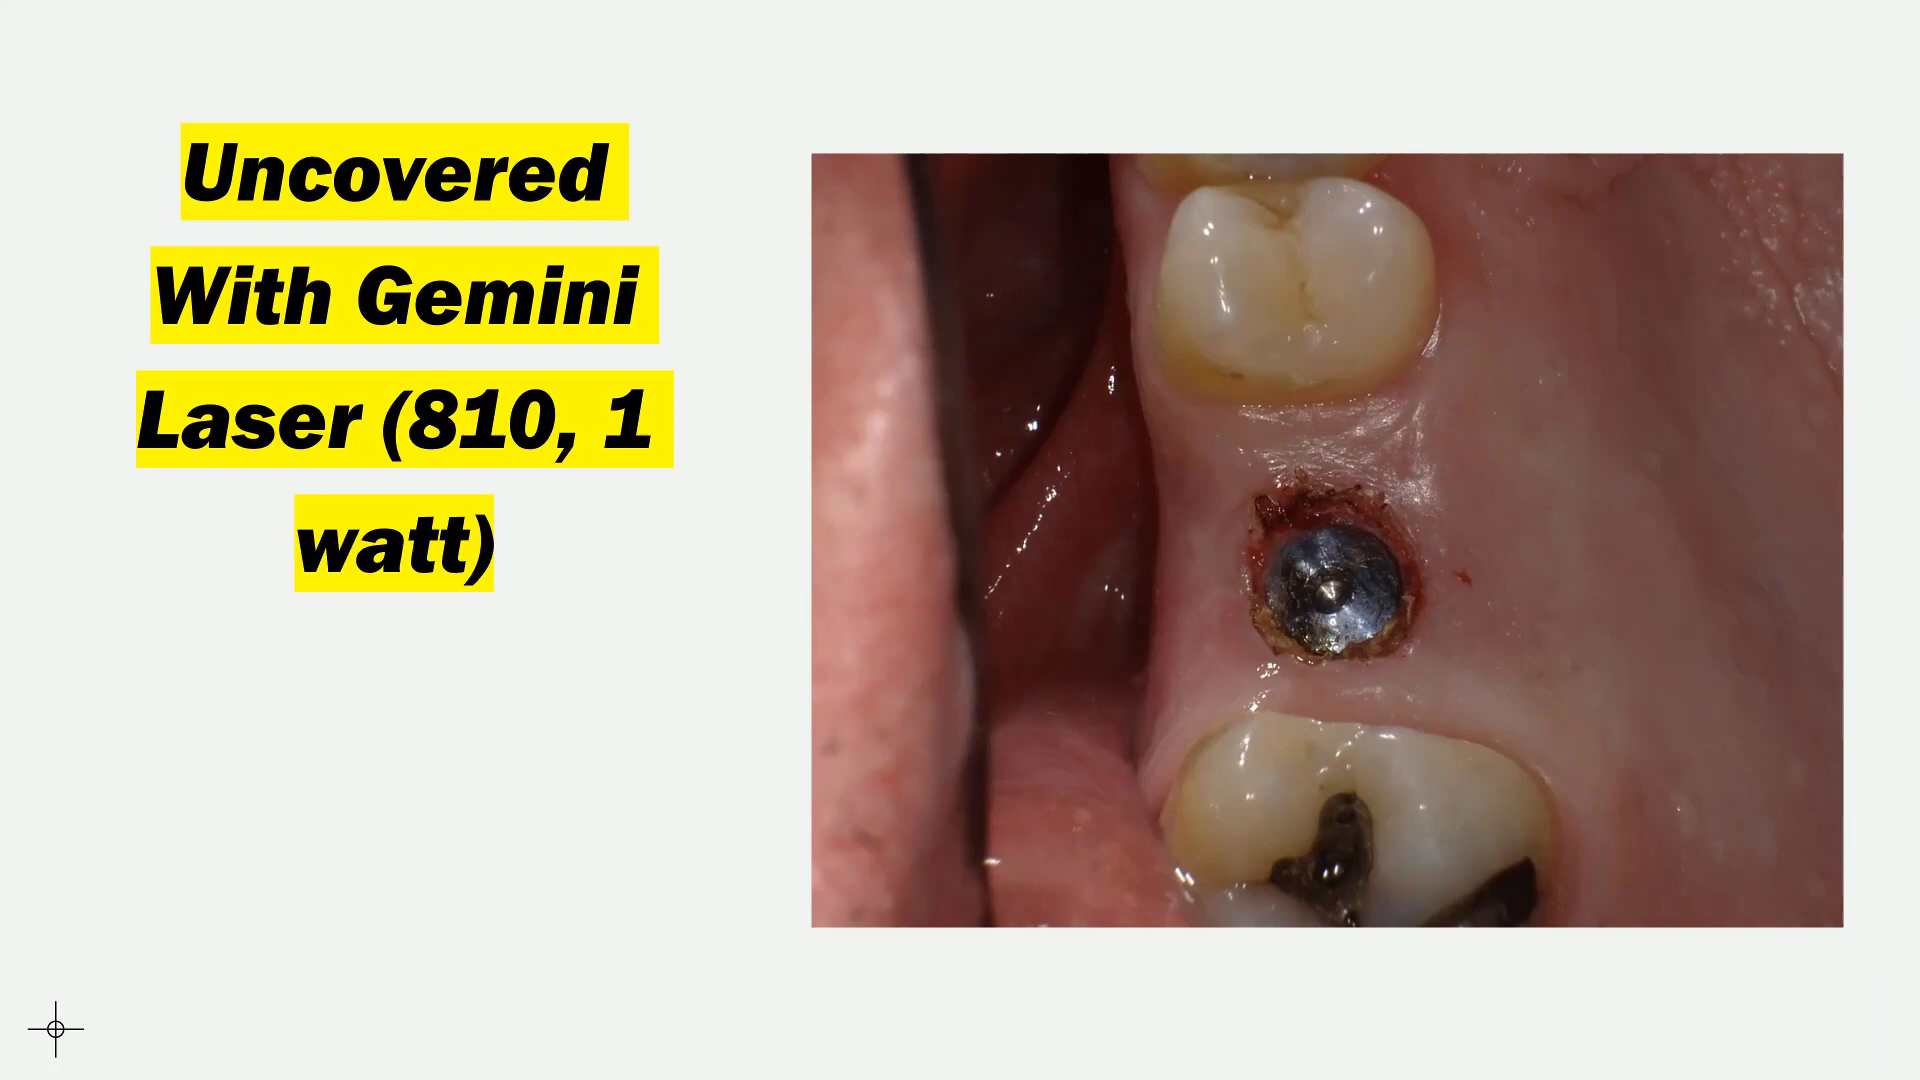 Uncovered
With Gemini
Laser (810, 1
watt)